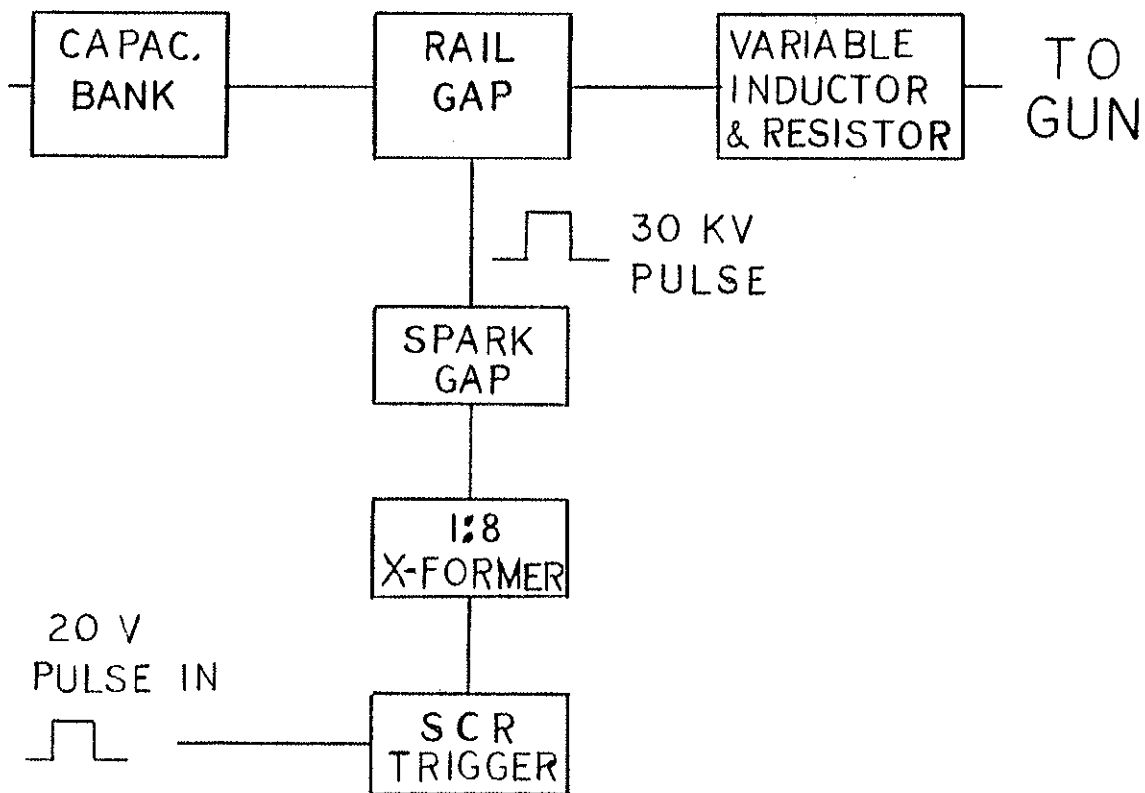 CAPAC.
BANK
RAIL
GAP
VARIABLE
INDUCTOR
& RESISTOR
TO
GUN
30 KV
PULSE
SPARK
GAP
1:8
X-FORMER
20 V
PULSE IN
SCR
TRIGGER